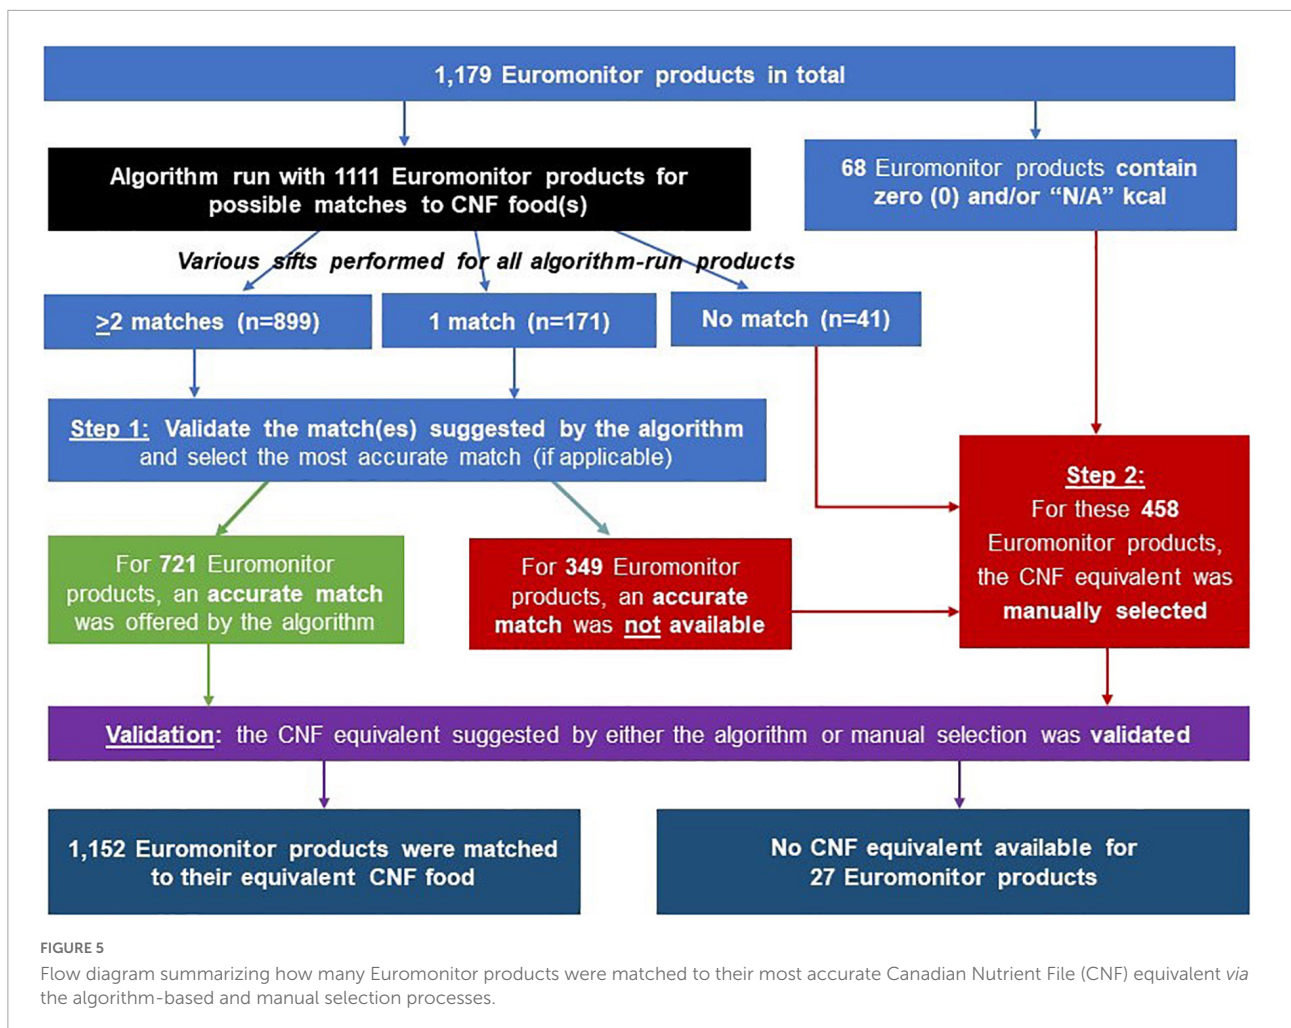 1,179 Euromonitor products in total
Algorithm run with 1111 Euromonitor products for
possible matches to CNF food(s)
68 Euromonitor products contain
zero (0) and/or “N/A” kcal
Various sifts performed for all algorithm-run products
≥2 matches (n=899)
1 match (n=171)
No match (n=41)
Step 1: Validate the match(es) suggested by the algorithm
and select the most accurate match (if applicable)
Step 2:
For these 458
Euromonitor products,
the CNF equivalent was
manually selected
For 721 Euromonitor
products, an accurate match
was offered by the algorithm
For 349 Euromonitor
products, an accurate
match was not available
Validation: the CNF equivalent suggested by either the algorithm or manual selection was validated
1,152 Euromonitor products were matched
to their equivalent CNF food
No CNF equivalent available for
27 Euromonitor products
FIGURE 5
Flow diagram summarizing how many Euromonitor products were matched to their most accurate Canadian Nutrient File (CNF) equivalent via
the algorithm-based and manual selection processes.